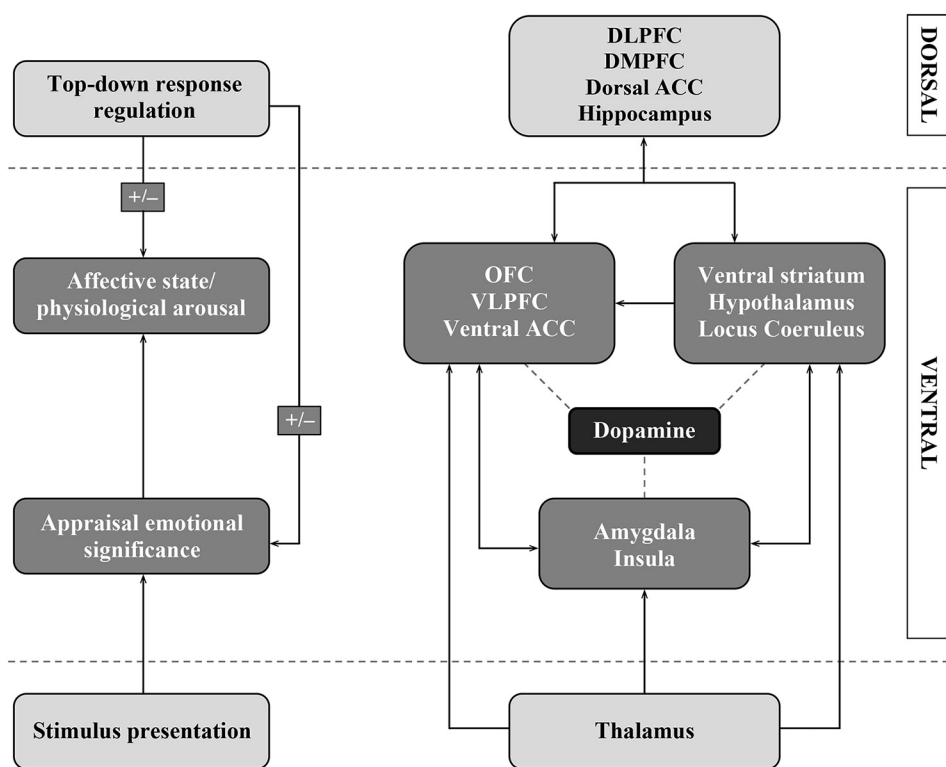 Top-down response
regulation
+/–
Affective state/
physiological arousal
+/–
Appraisal emotional
significance
Stimulus presentation
DLPFC
DMPFC
Dorsal ACC
Hippocampus
OFC
VLPFC
Ventral ACC
Ventral striatum
Hypothalamus
Locus Coeruleus
Dopamine
Amygdala
Insula
Thalamus
DORSAL
VENTRAL